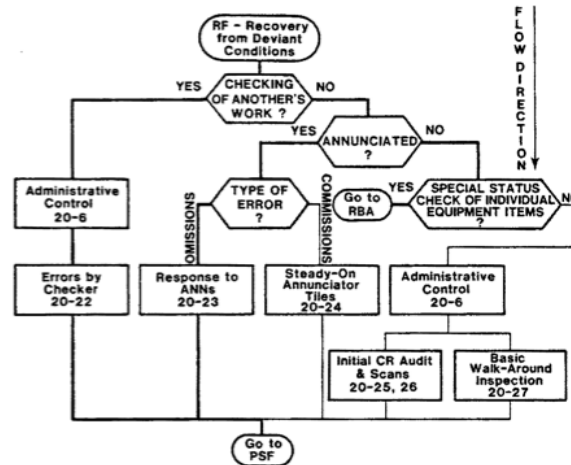 RF - Recovery
from Deviant
Conditions
YES
CHECKING
OF ANOTHER'S
WORK ?
NO
FLOW DIRECTION
YES
ANNUNCIATED
?
NO
Administrative
Control
20-6
TYPE OF
ERROR
?
OMISSIONS
COMMISSIONS
Go to
RBA
YES
SPECIAL STATUS
CHECK OF INDIVIDUAL
EQUIPMENT ITEMS
?
NO
Errors by
Checker
20-22
Response to
ANNs
20-23
Steady-On
Annunciator
Tiles
20-24
Administrative
Control
20-6
Initial CR Audit
& Scans
20-25, 26
Basic
Walk-Around
Inspection
20-27
Go to
PSF